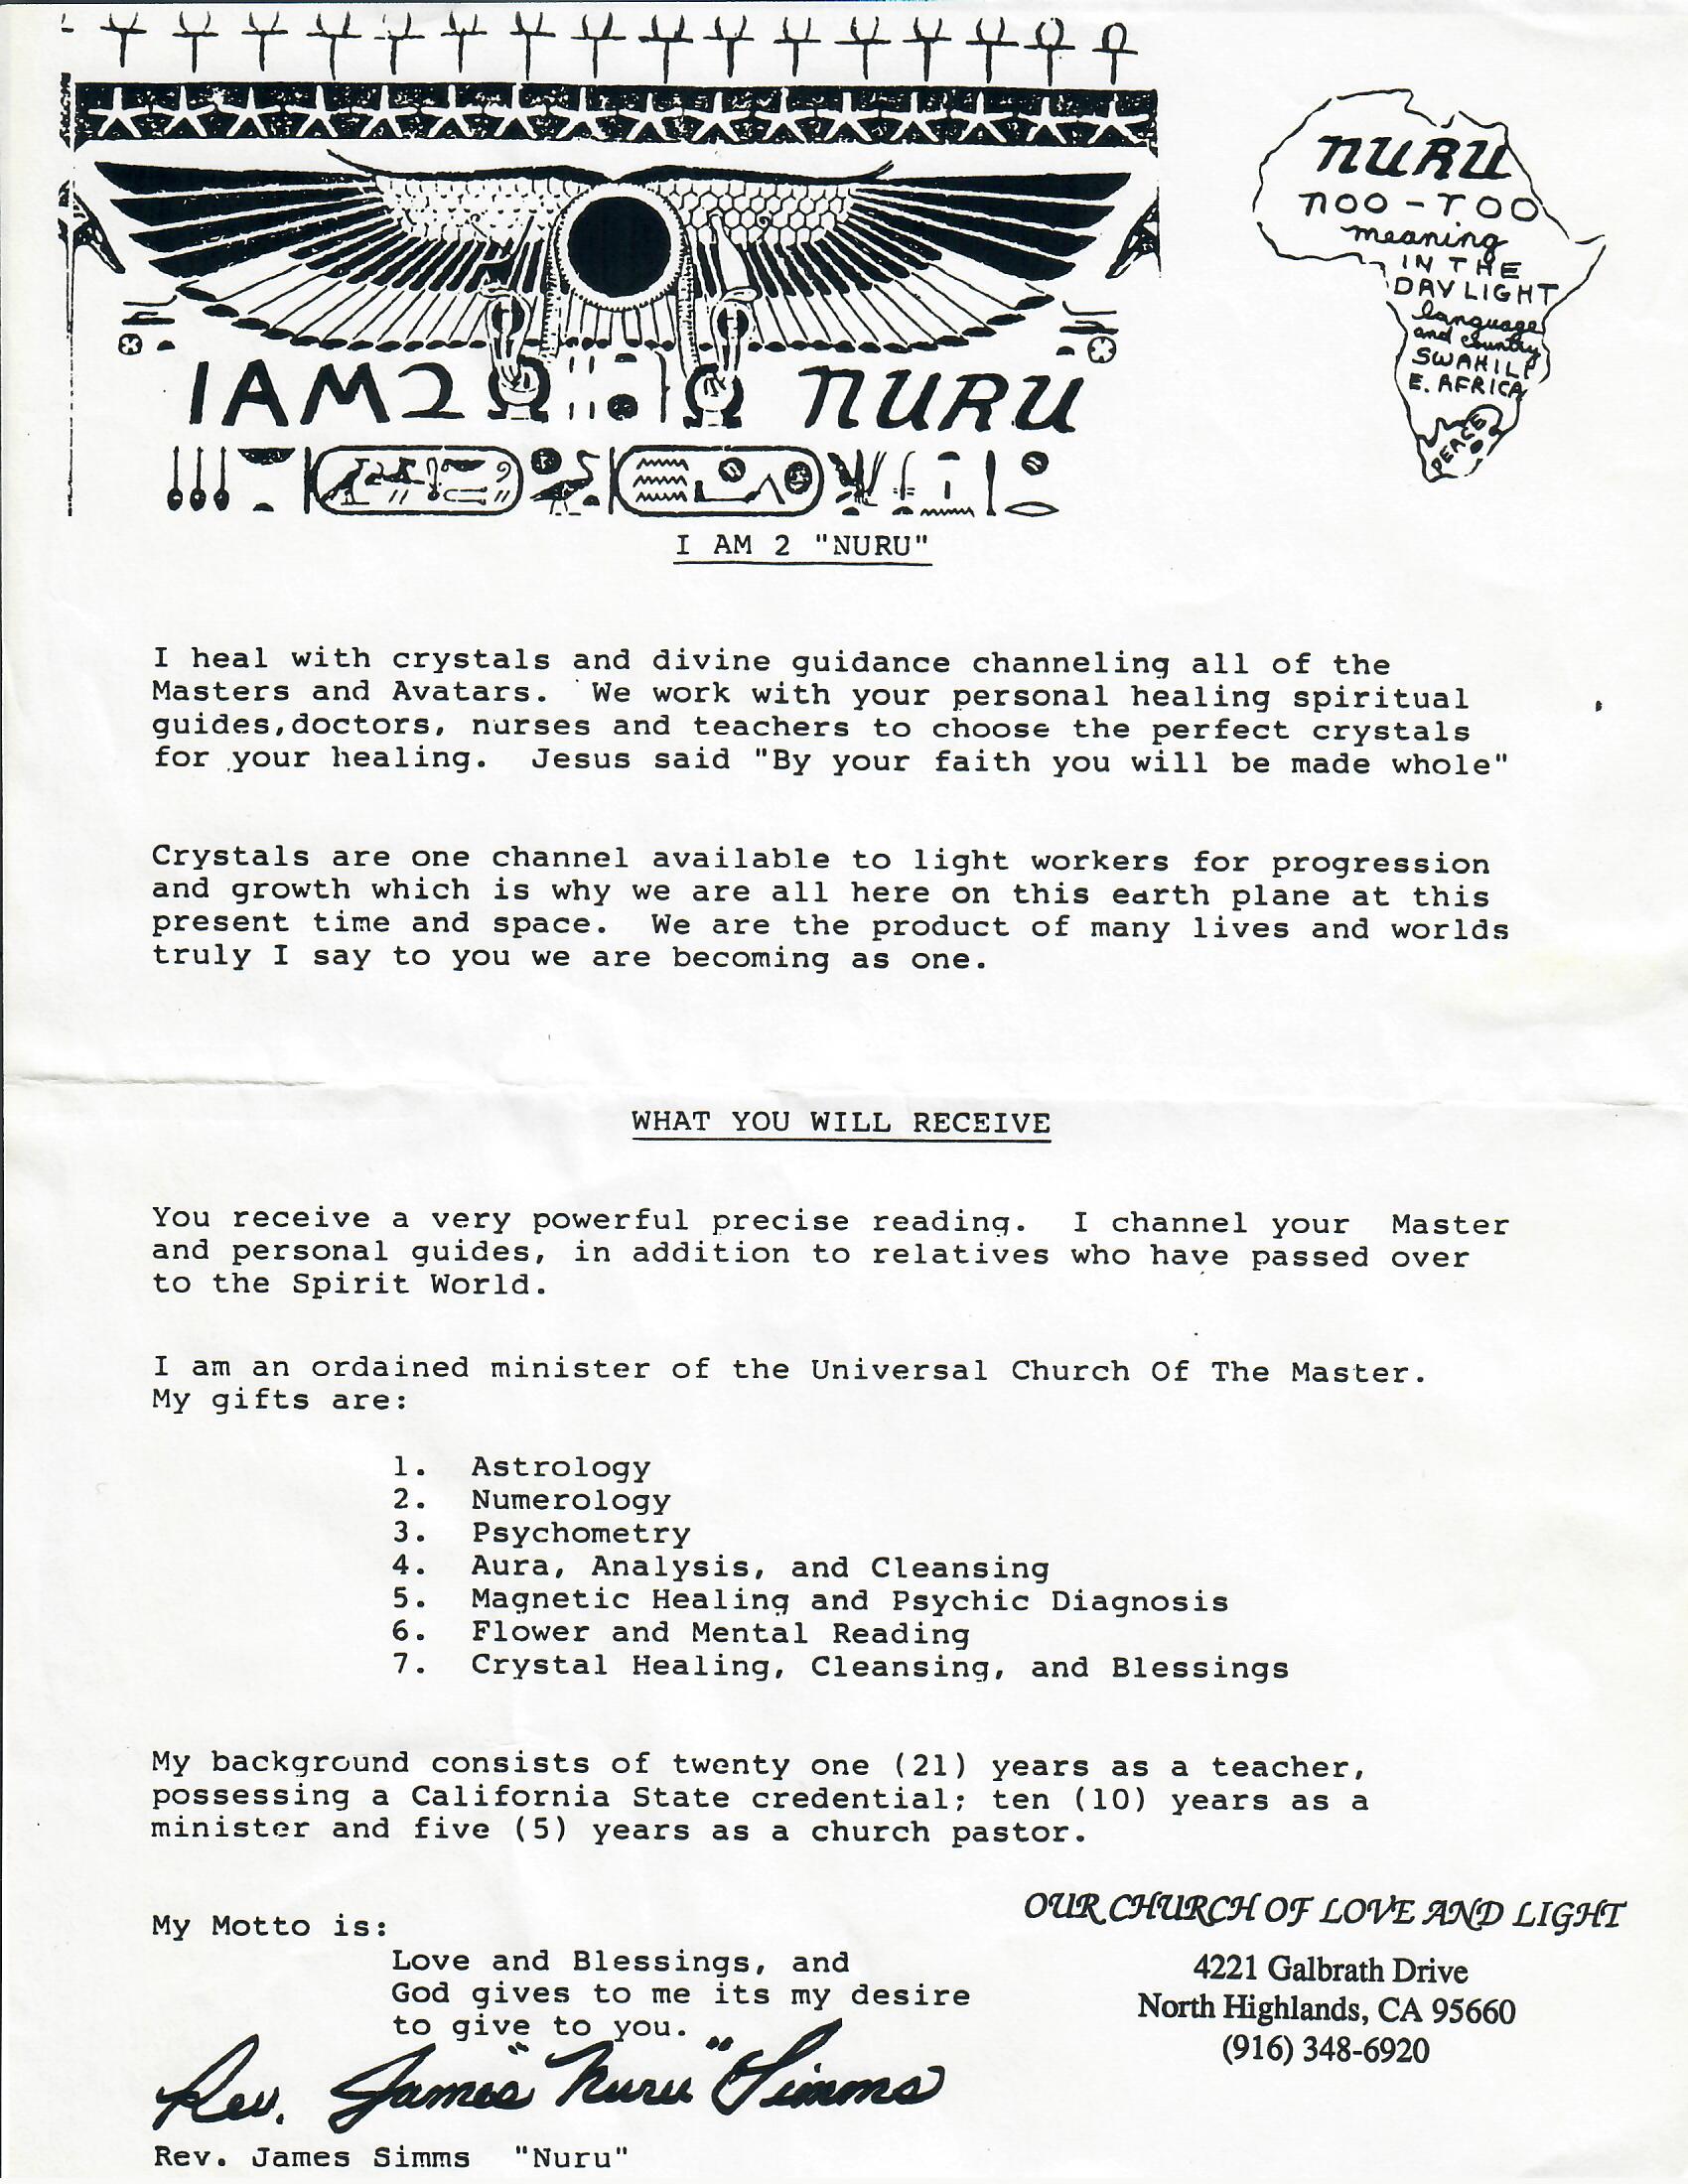 IAM2 NURU
NURU
NOO-ROO
meaning
IN THE
DAYLIGHT
language
and country
SWAHILI
E. AFRICA
PEACE
I AM 2 "NURU"
I heal with crystals and divine guidance channeling all of the
Masters and Avatars.  We work with your personal healing spiritual
guides,doctors, nurses and teachers to choose the perfect crystals
for your healing.  Jesus said "By your faith you will be made whole"
Crystals are one channel available to light workers for progression
and growth which is why we are all here on this earth plane at this
present time and space.  We are the product of many lives and worlds
truly I say to you we are becoming as one.
WHAT YOU WILL RECEIVE
You receive a very powerful precise reading.  I channel your  Master
and personal guides, in addition to relatives who have passed over
to the Spirit World.
I am an ordained minister of the Universal Church Of The Master.
My gifts are:
1.  Astrology
2.  Numerology
3.  Psychometry
4.  Aura, Analysis, and Cleansing
5.  Magnetic Healing and Psychic Diagnosis
6.  Flower and Mental Reading
7.  Crystal Healing, Cleansing, and Blessings
My background consists of twenty one (21) years as a teacher,
possessing a California State credential; ten (10) years as a
minister and five (5) years as a church pastor.
My Motto is:
Love and Blessings, and
God gives to me its my desire
to give to you.
OUR CHURCH OF LOVE AND LIGHT
4221 Galbrath Drive
North Highlands, CA 95660
(916) 348-6920
Rev. James "Nuru" Simms
Rev. James Simms  "Nuru"